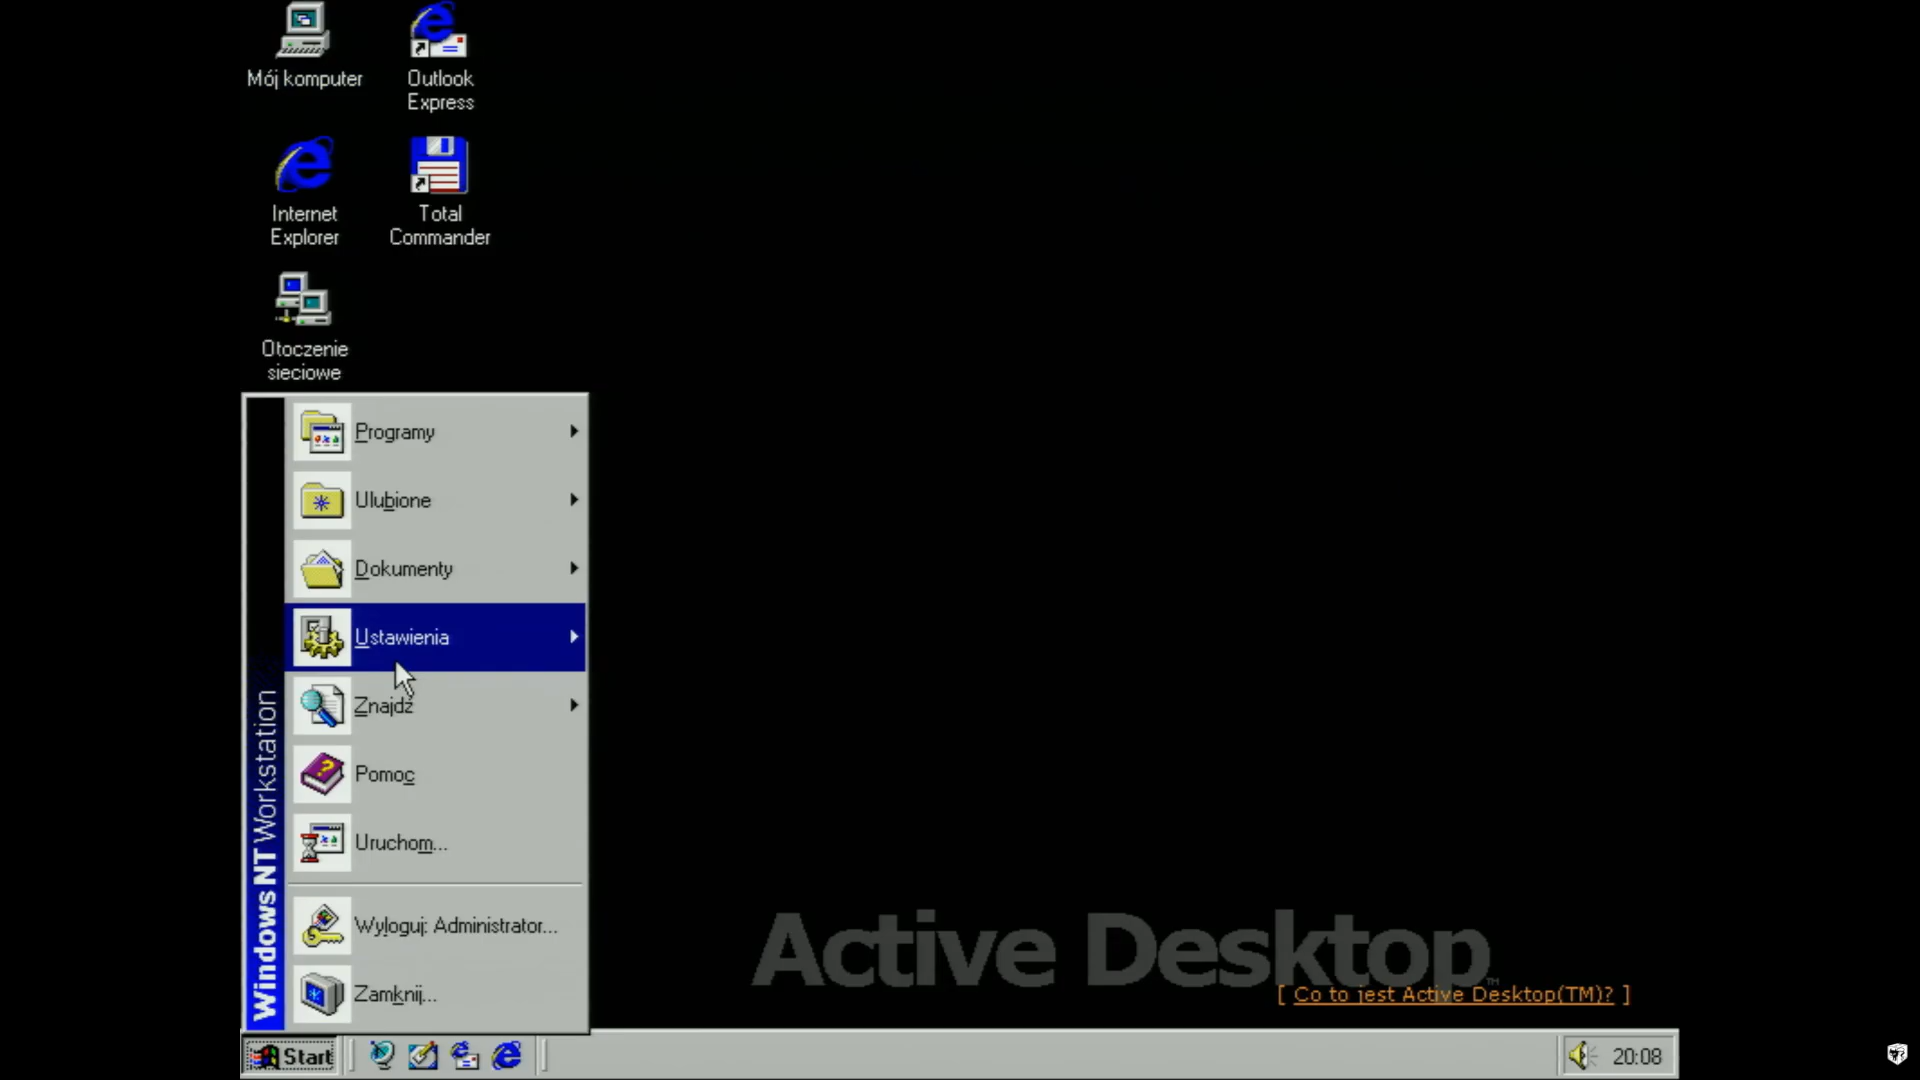 Mój komputer
Outlook
Express
Internet
Explorer
Total
Commander
Otoczenie
sieciowe
Programy
Ulubione
Dokumenty
Ustawienia
Znajdź
Pomoc
Uruchom...
Wyloguj: Administrator...
Zamknij...
Windows NT Workstation
Active Desktop™
[ Co to jest Active Desktop(TM)? ]
Start
20:08